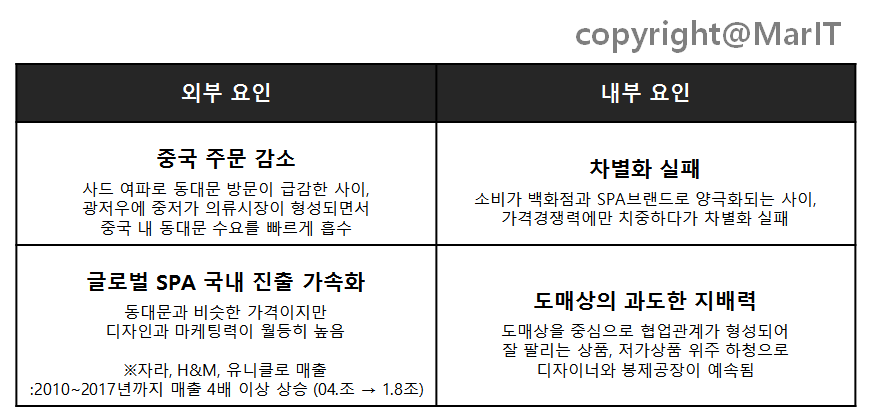 copyright@MarIT
외부 요인
내부 요인
중국 주문 감소
사드 여파로 동대문 방문이 급감한 사이,
광저우에 중저가 의류시장이 형성되면서
중국 내 동대문 수요를 빠르게 흡수
차별화 실패
소비가 백화점과 SPA브랜드로 양극화되는 사이,
가격경쟁력에만 치중하다가 차별화 실패
글로벌 SPA 국내 진출 가속화
동대문과 비슷한 가격이지만
디자인과 마케팅력이 월등히 높음
※자라, H&M, 유니클로 매출
:2010~2017년까지 매출 4배 이상 상승 (04.조 → 1.8조)
도매상의 과도한 지배력
도매상을 중심으로 협업관계가 형성되어
잘 팔리는 상품, 저가상품 위주 하청으로
디자이너와 봉제공장이 예속됨